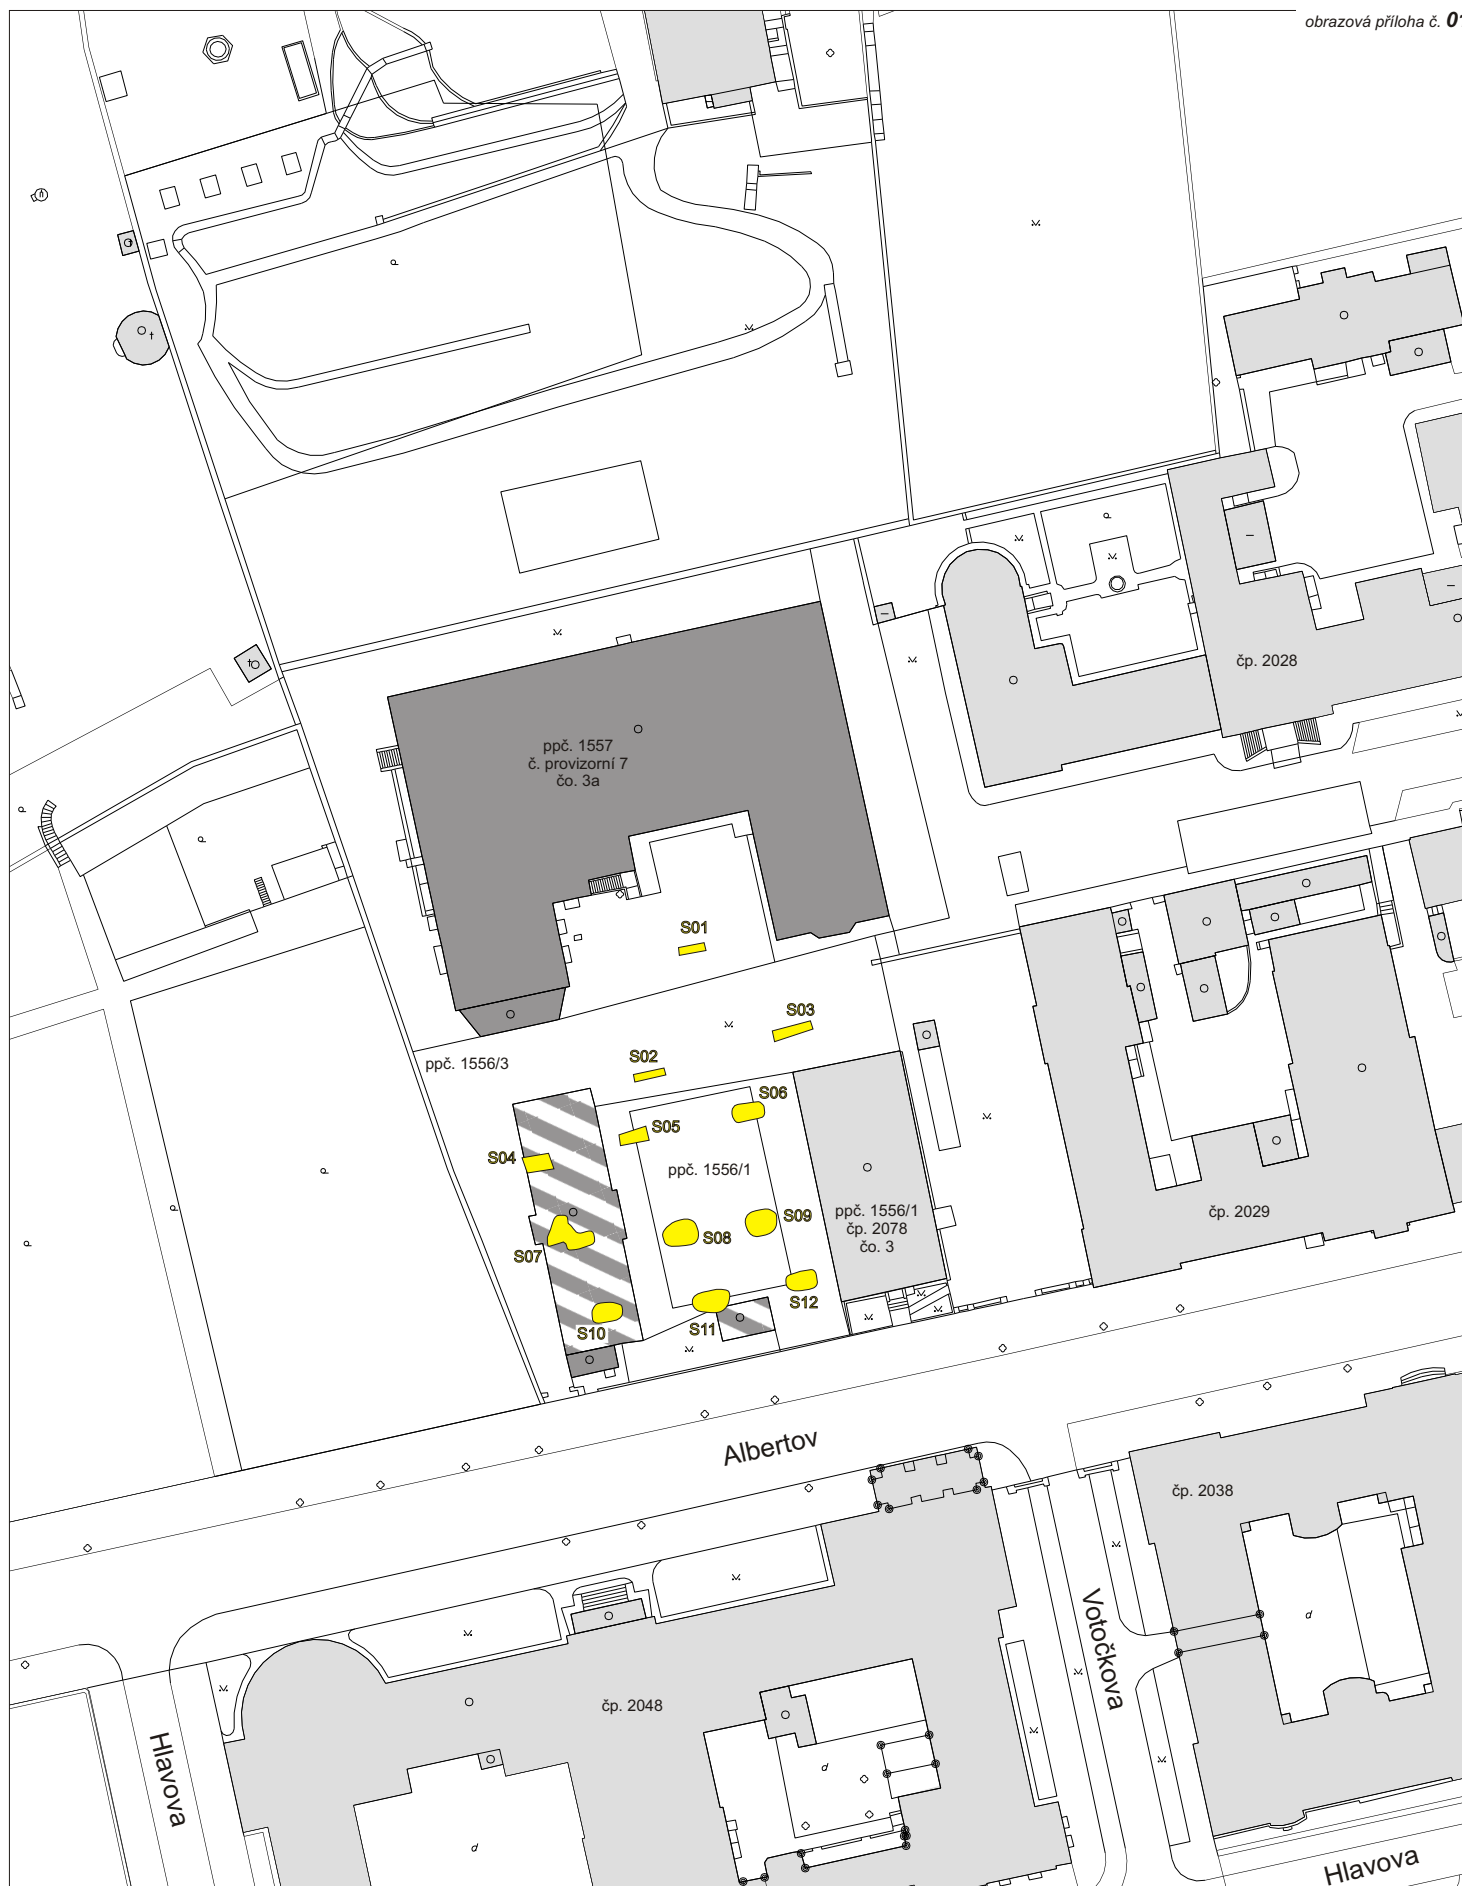 obrazová příloha č. 01
čp. 2028
ppč. 1557
č. provizorní 7
čo. 3a
S01
S03
S02
ppč. 1556/3
S06
S05
S04
ppč. 1556/1
S09
S08
S07
ppč. 1556/1
čp. 2078
čo. 3
čp. 2029
S12
S11
S10
Albertov
čp. 2038
Votočkova
čp. 2048
Hlavova
Hlavova